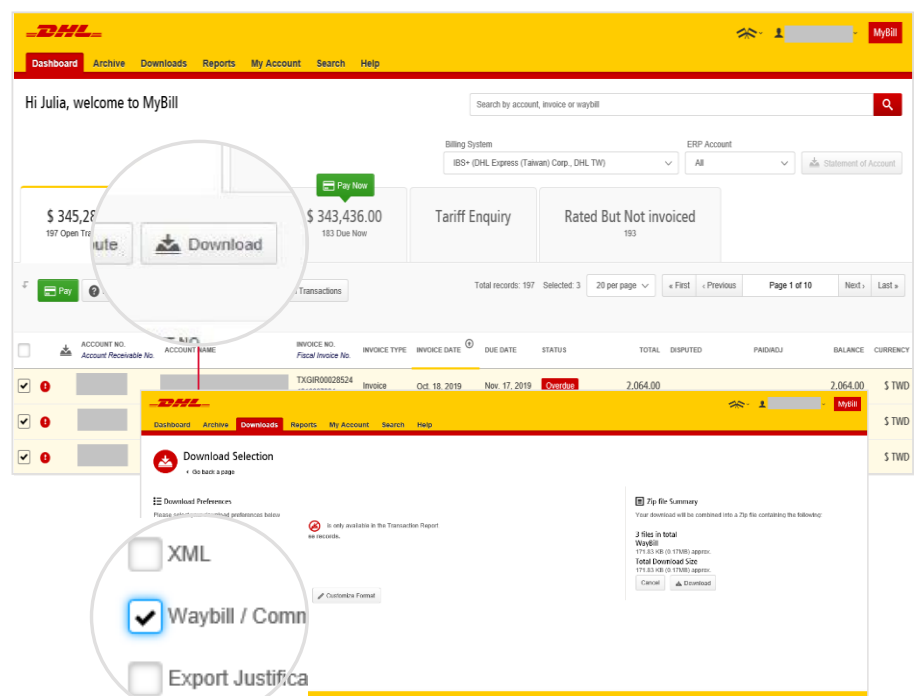 DHL
MyBill
Dashboard Archive Downloads Reports My Account Search Help
Hi Julia, welcome to MyBill
Search by account, invoice or waybill
Billing System ERP Account
IBS+ (DHL Express (Taiwan) Corp., DHL TW) All Statement of Account
Pay Now
$ 345,28 $ 343,436.00 Tariff Enquiry Rated But Not invoiced
197 Open Tra 183 Due Now 193
ute Download
Pay Transactions Total records: 197 Selected: 3 20 per page « First ‹ Previous Page 1 of 10 Next › Last »
NO
ACCOUNT NO. ACCOUNT NAME INVOICE NO. INVOICE TYPE INVOICE DATE DUE DATE STATUS TOTAL DISPUTED PAID/ADJ BALANCE CURRENCY
Account Receivable No. Fiscal Invoice No.
TXGIR00028524 Invoice Oct. 18, 2019 Nov. 17, 2019 Overdue 2,064.00 2,064.00 $ TWD
$ TWD
$ TWD
DHL
MyBill
Dashboard Archive Downloads Reports My Account Search Help
Download Selection
‹ Go back a page
Download Preferences
Please select your download preferences below
is only available in the Transaction Report
se records.
Customize Format
XML
Waybill / Comm
Export Justifica
Zip file Summary
Your download will be combined into a Zip file containing the following:
3 files in total
WayBill
171.83 KB (0.17MB) approx.
Total Download Size
171.83 KB (0.17MB) approx.
Cancel Download